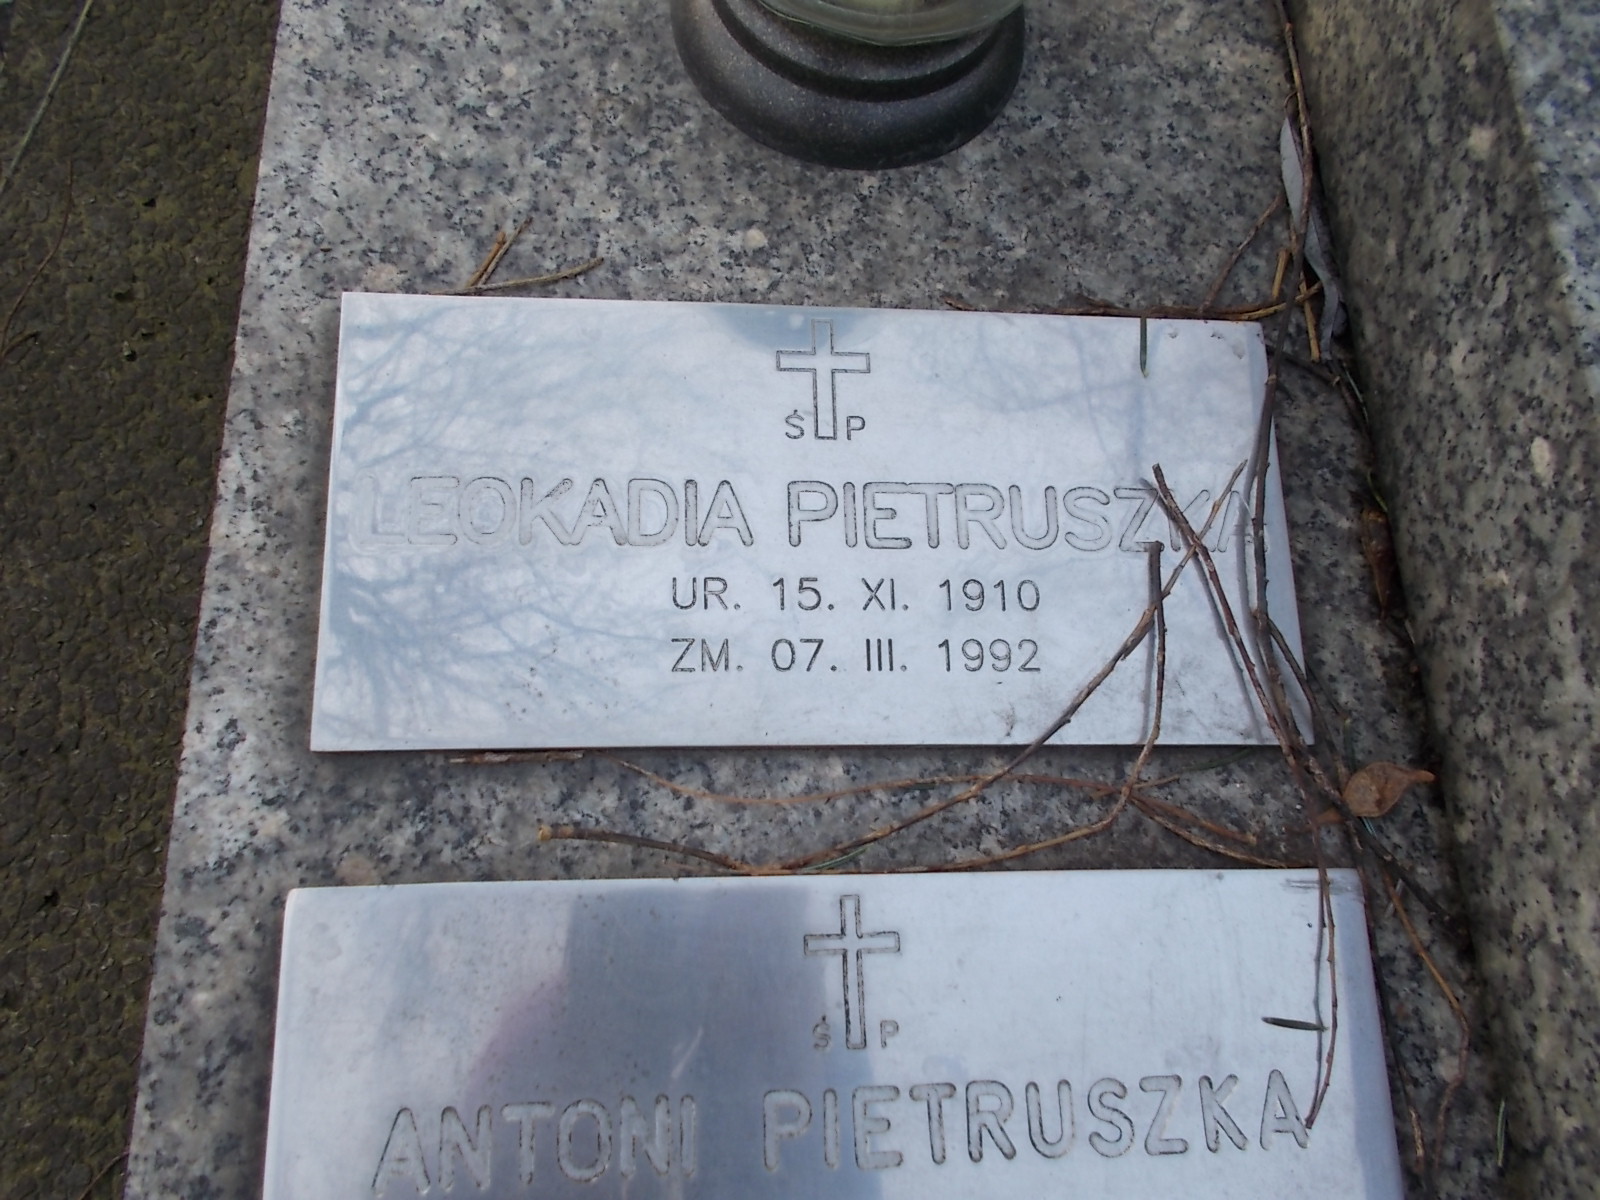 Ś P
LEOKADIA PIETRUSZKA
UR. 15. XI. 1910
ZM. 07. III. 1992
Ś P
ANTONI PIETRUSZKA